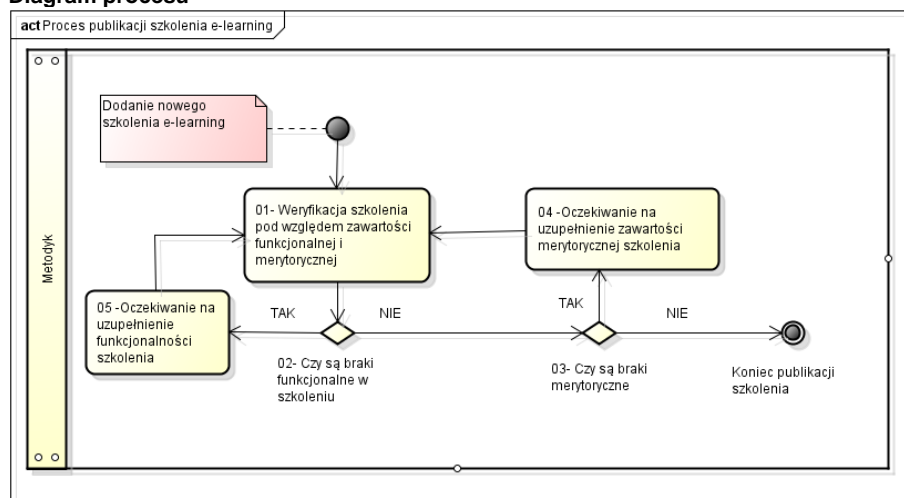 Diagram procesu
act Proces publikacji szkolenia e-learning
Metodyk
Dodanie nowego
szkolenia e-learning
01- Weryfikacja szkolenia
pod względem zawartości
funkcjonalnej i
merytorycznej
04 -Oczekiwanie na
uzupełnienie zawartości
merytorycznej szkolenia
05 -Oczekiwanie na
uzupełnienie
funkcjonalności
szkolenia
TAK
NIE
TAK
NIE
02- Czy są braki
funkcjonalne w
szkoleniu
03- Czy są braki
merytoryczne
Koniec publikacji
szkolenia